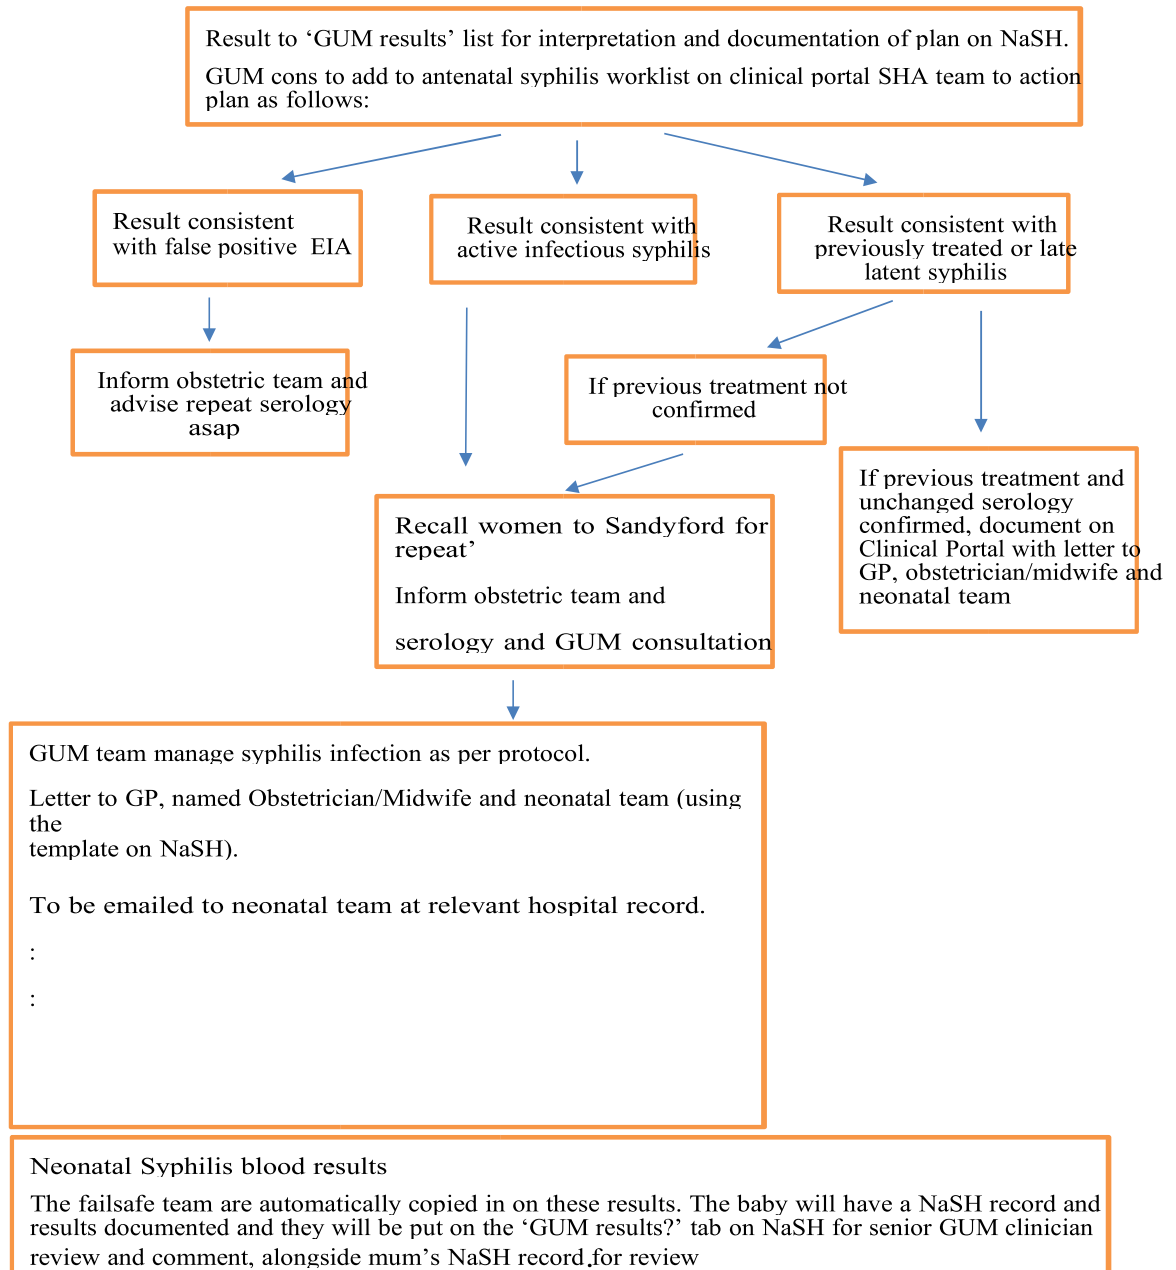 Result to ‘GUM results’ list for interpretation and documentation of plan on NaSH.
GUM cons to add to antenatal syphilis worklist on clinical portal SHA team to action
plan as follows:
Result consistent
with false positive EIA
Result consistent with
active infectious syphilis
Result consistent with
previously treated or late
latent syphilis
Inform obstetric team and
advise repeat serology
asap
If previous treatment not
confirmed
If previous treatment and
unchanged serology
confirmed, document on
Clinical Portal with letter to
GP, obstetrician/midwife and
neonatal team
Recall women to Sandyford for
repeat’
Inform obstetric team and
serology and GUM consultation
GUM team manage syphilis infection as per protocol.
Letter to GP, named Obstetrician/Midwife and neonatal team (using
the
template on NaSH).
To be emailed to neonatal team at relevant hospital record.
:
:
Neonatal Syphilis blood results
The failsafe team are automatically copied in on these results. The baby will have a NaSH record and
results documented and they will be put on the ‘GUM results?’ tab on NaSH for senior GUM clinician
review and comment, alongside mum’s NaSH record.for review